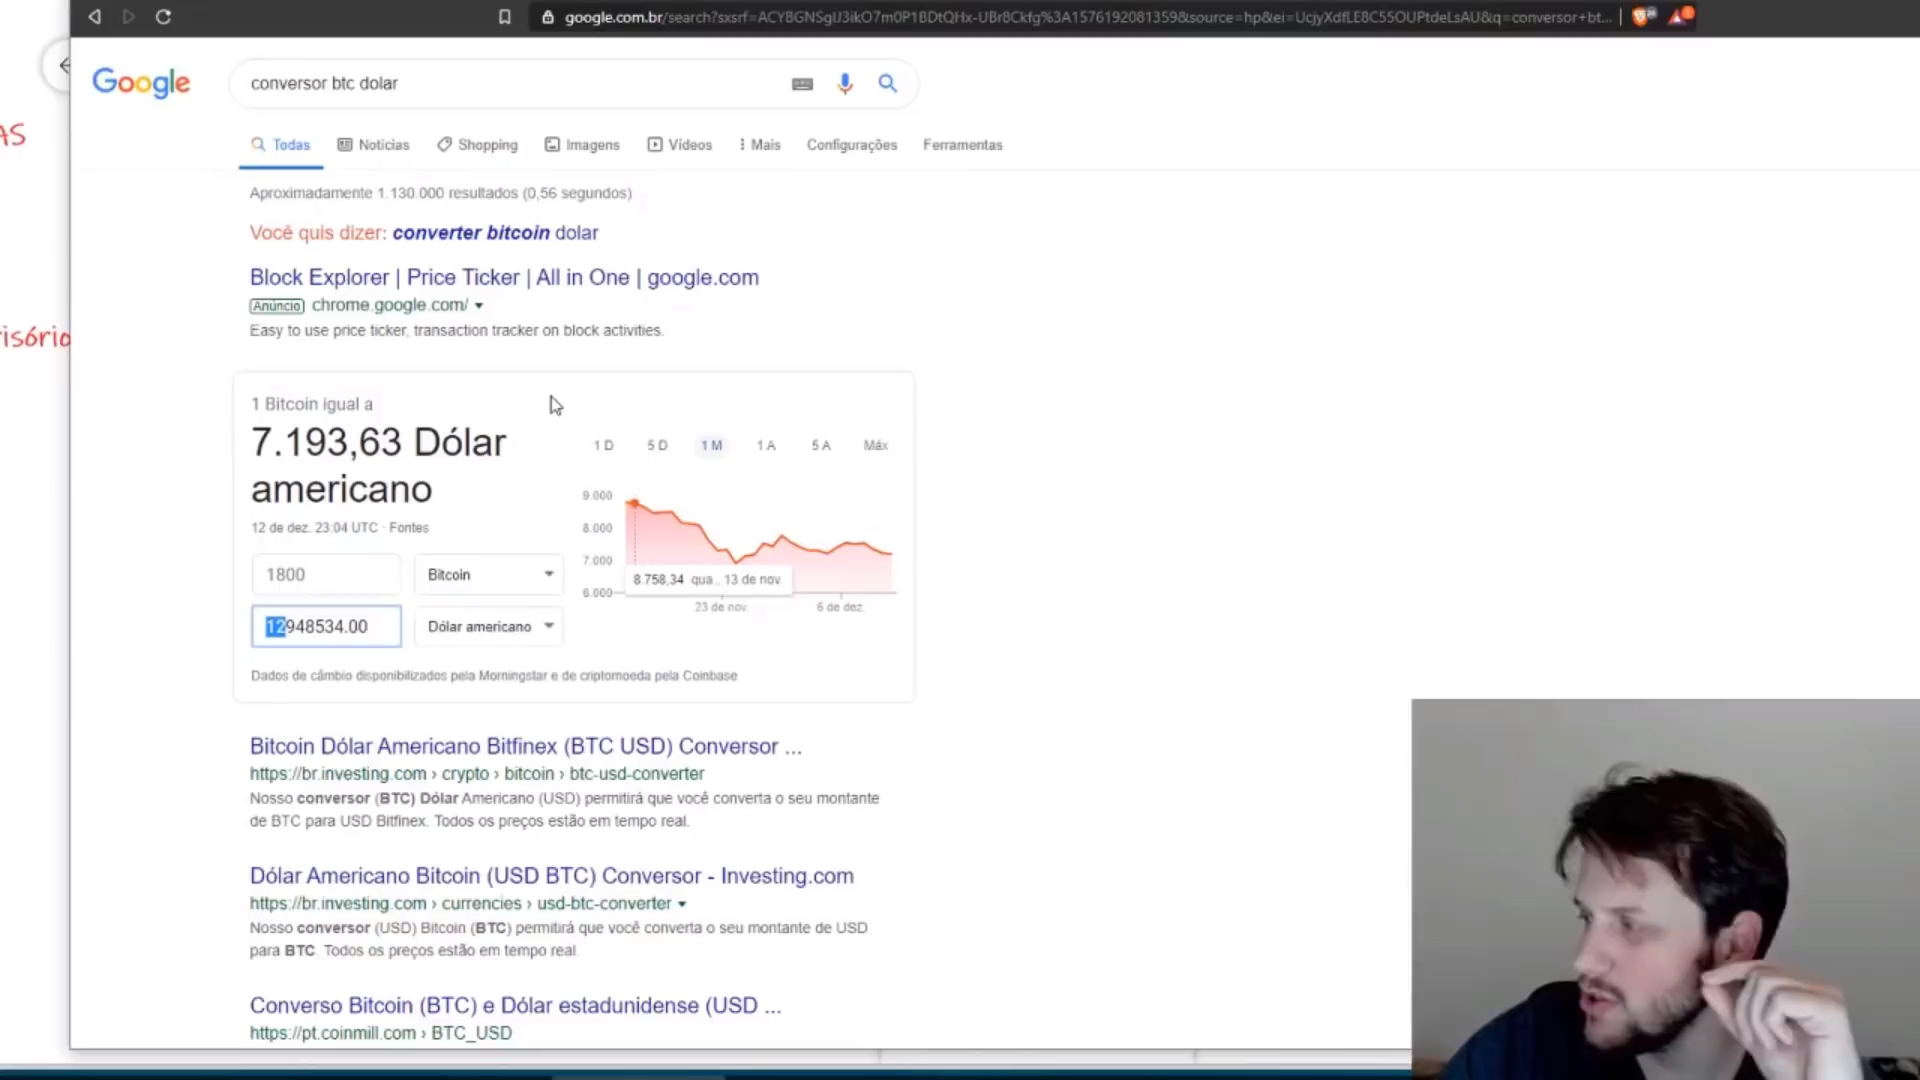 google.com.br/search?sxsrf=ACYBGNSgIJ3ikO7m0P1BDtQHx-UBr8Ckfg%3A1576192081359&source=hp&ei=UcjyXdfLE8C55OUPtdeLsAU&q=conversor+bt...
Google
conversor btc dolar
AS
Todas
Notícias
Shopping
Imagens
Vídeos
Mais
Configurações
Ferramentas
Aproximadamente 1.130.000 resultados (0,56 segundos)
Você quis dizer: converter bitcoin dolar
Block Explorer | Price Ticker | All in One | google.com
Anúncio chrome.google.com/
Easy to use price ticker, transaction tracker on block activities.
isório
1 Bitcoin igual a
7.193,63 Dólar
americano
12 de dez. 23:04 UTC · Fontes
1800
Bitcoin
12948534.00
Dólar americano
1 D
5 D
1 M
1 A
5 A
Máx
9.000
8.000
7.000
6.000
8.758,34 qua., 13 de nov.
23 de nov.
6 de dez.
Dados de câmbio disponibilizados pela Morningstar e de criptomoeda pela Coinbase
Bitcoin Dólar Americano Bitfinex (BTC USD) Conversor ...
https://br.investing.com › crypto › bitcoin › btc-usd-converter
Nosso conversor (BTC) Dólar Americano (USD) permitirá que você converta o seu montante
de BTC para USD Bitfinex. Todos os preços estão em tempo real.
Dólar Americano Bitcoin (USD BTC) Conversor - Investing.com
https://br.investing.com › currencies › usd-btc-converter
Nosso conversor (USD) Bitcoin (BTC) permitirá que você converta o seu montante de USD
para BTC. Todos os preços estão em tempo real.
Converso Bitcoin (BTC) e Dólar estadunidense (USD ...
https://pt.coinmill.com › BTC_USD